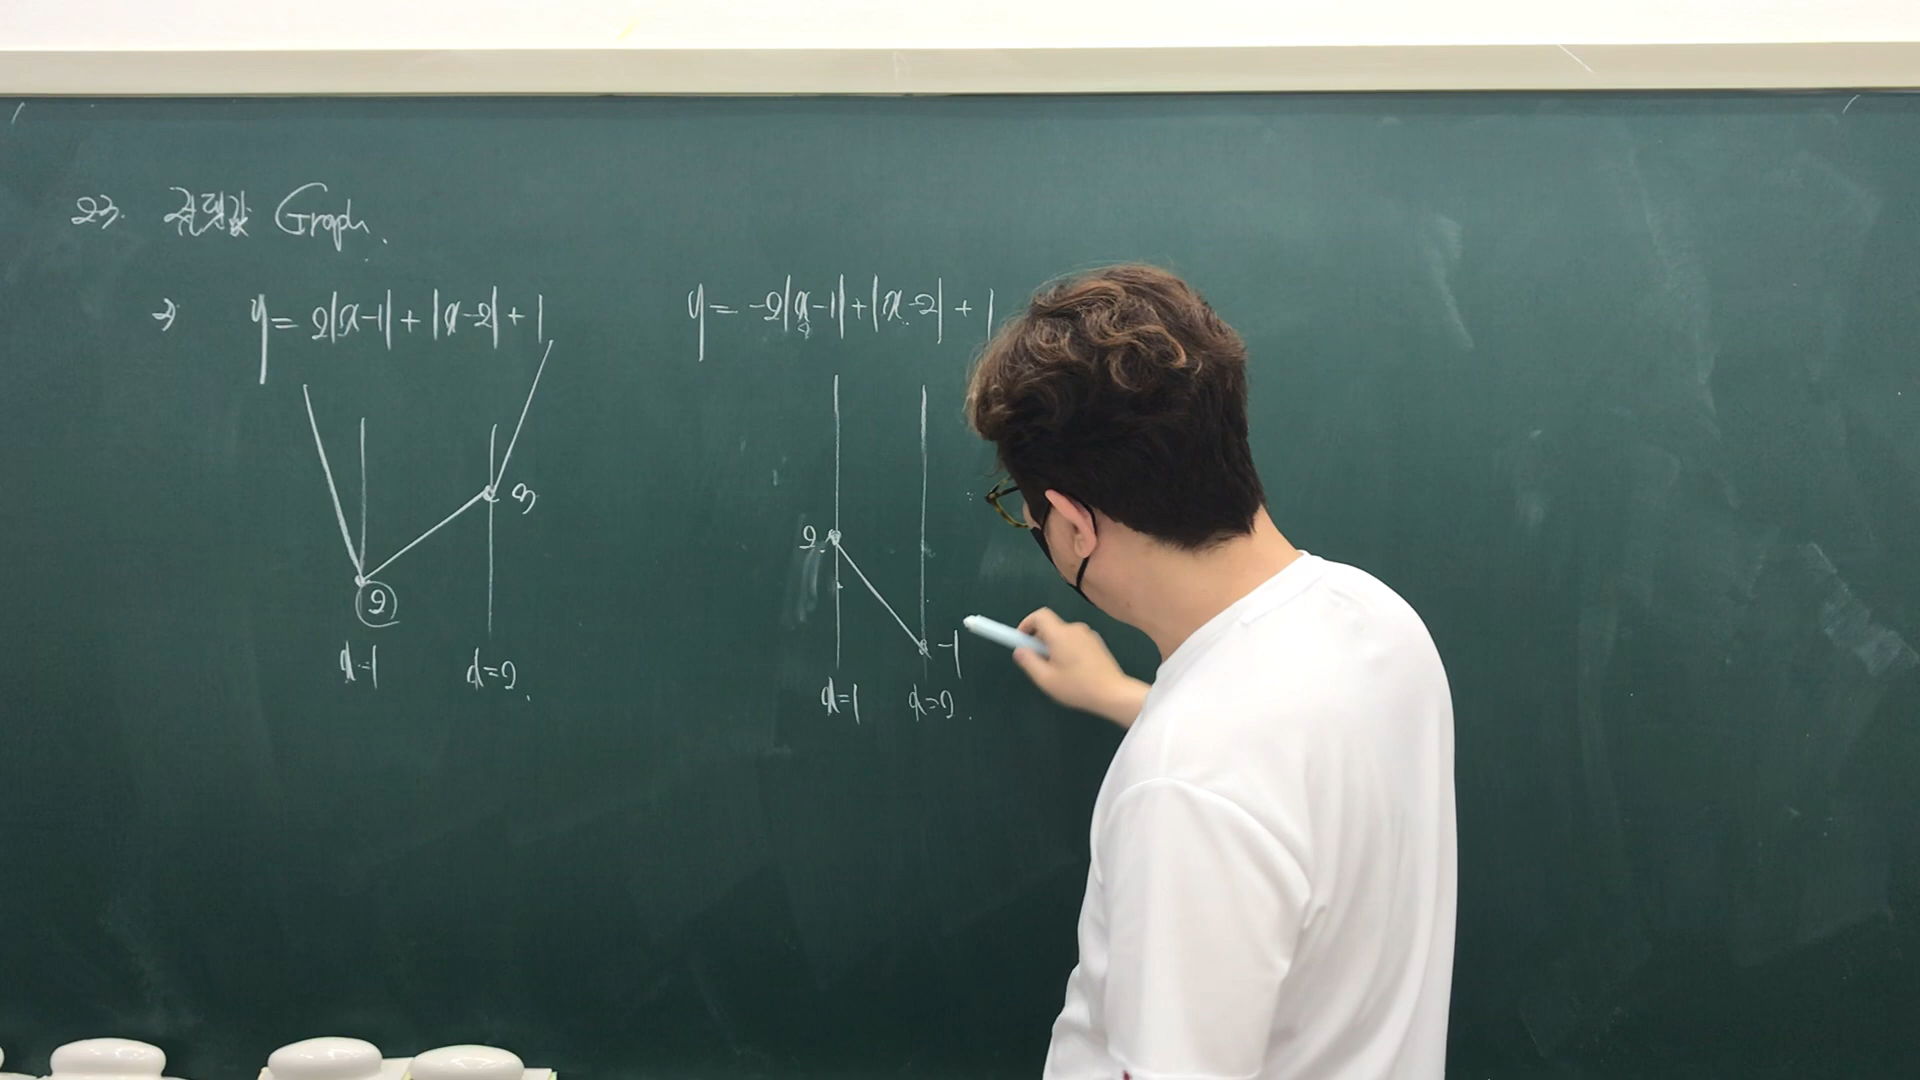 23. 절댓값 Graph.
2) y = 2|x-1| + |x-2| + 1
3
2
x=1 x=2.
y = -2|x-1| + |x-2| + 1
2
-1
x=1 x=2.